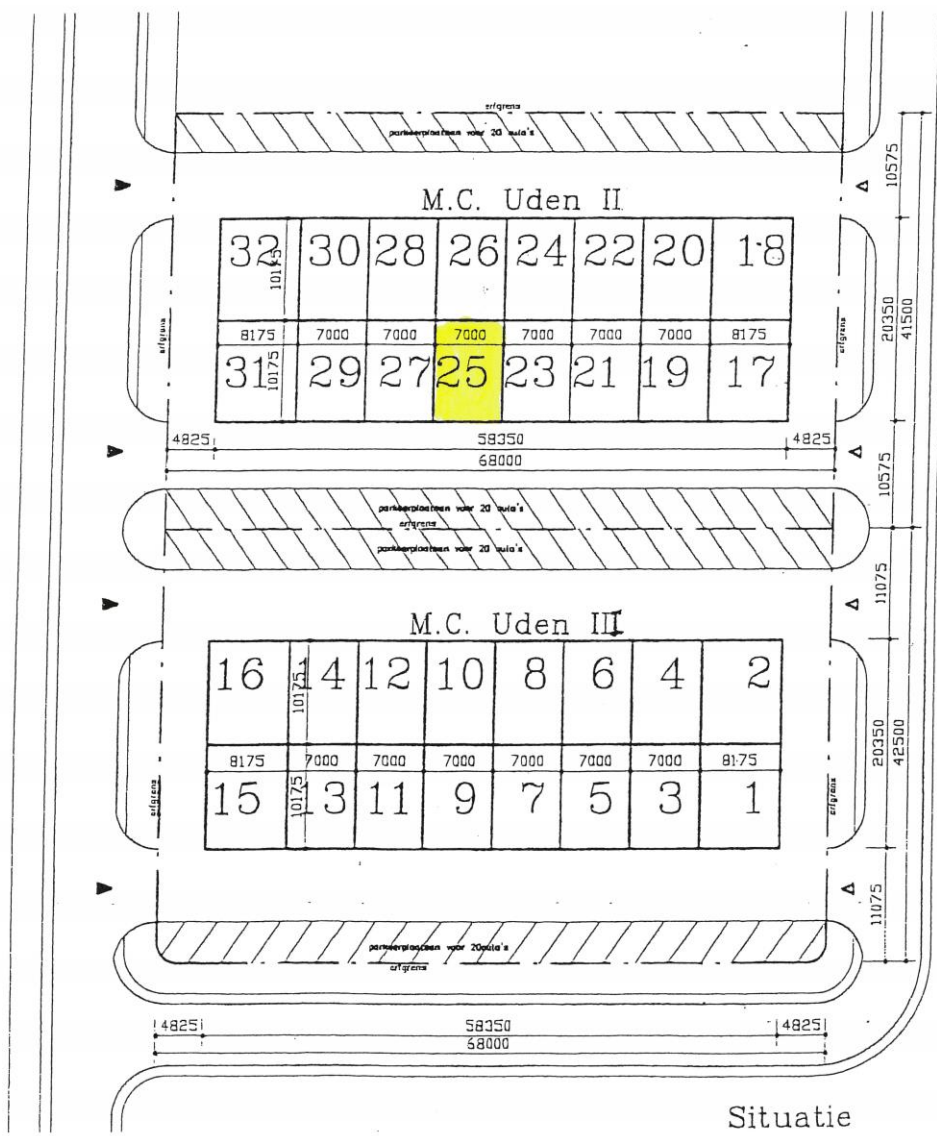 erfgrens
parkeerplaatsen voor 20 auto's
10575
M.C. Uden II
32 30 28 26 24 22 20 18
10175
8175 7000 7000 7000 7000 7000 7000 8175
20350
41500
erfgrens
erfgrens
31 29 27 25 23 21 19 17
10175
4825 58350 4825
68000
10575
parkeerplaatsen voor 20 auto's
erfgrens
parkeerplaatsen voor 20 auto's
11075
M.C. Uden III
16 14 12 10 8 6 4 2
10175
8175 7000 7000 7000 7000 7000 7000 8175
20350
42500
erfgrens
erfgrens
15 13 11 9 7 5 3 1
10175
11075
parkeerplaatsen voor 20auto's
erfgrens
4825 58350 4825
68000
Situatie